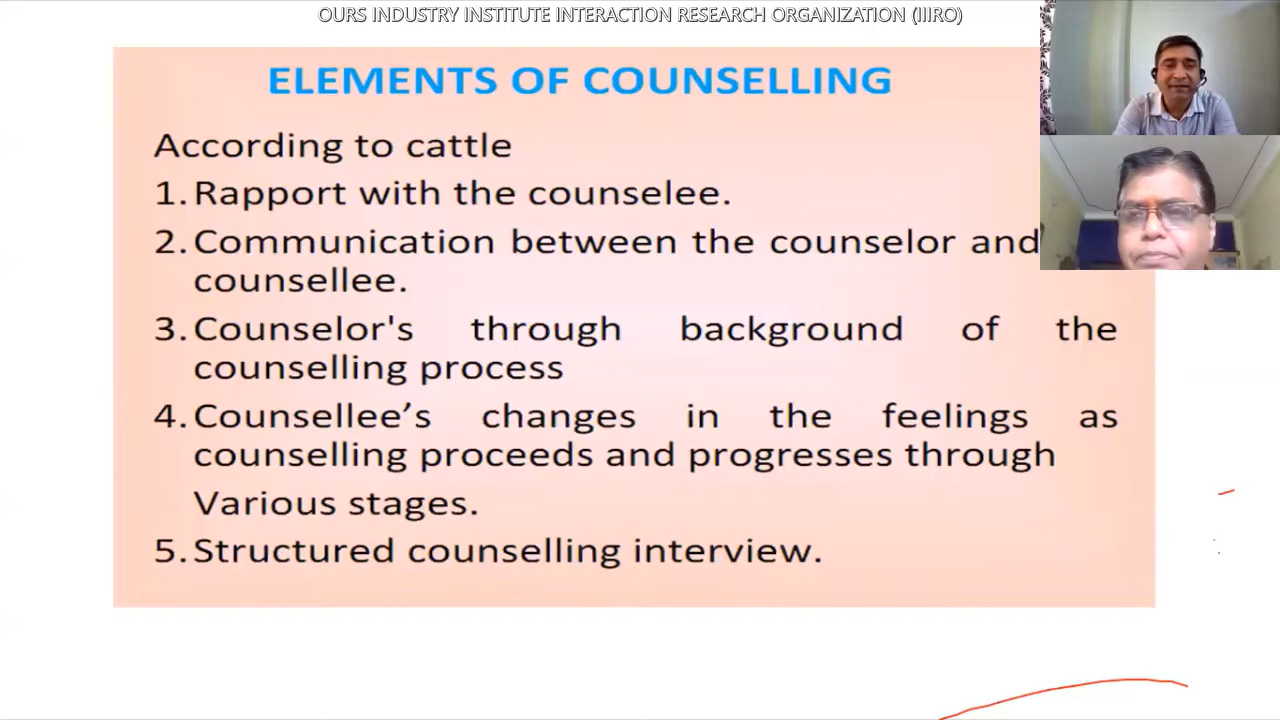 OURS INDUSTRY INSTITUTE INTERACTION RESEARCH ORGANIZATION (IIIRO)
ELEMENTS OF COUNSELLING
According to cattle
1. Rapport with the counselee.
2. Communication between the counselor and
counsellee.
3. Counselor's through background of the
counselling process
4. Counsellee’s changes in the feelings as
counselling proceeds and progresses through
Various stages.
5. Structured counselling interview.